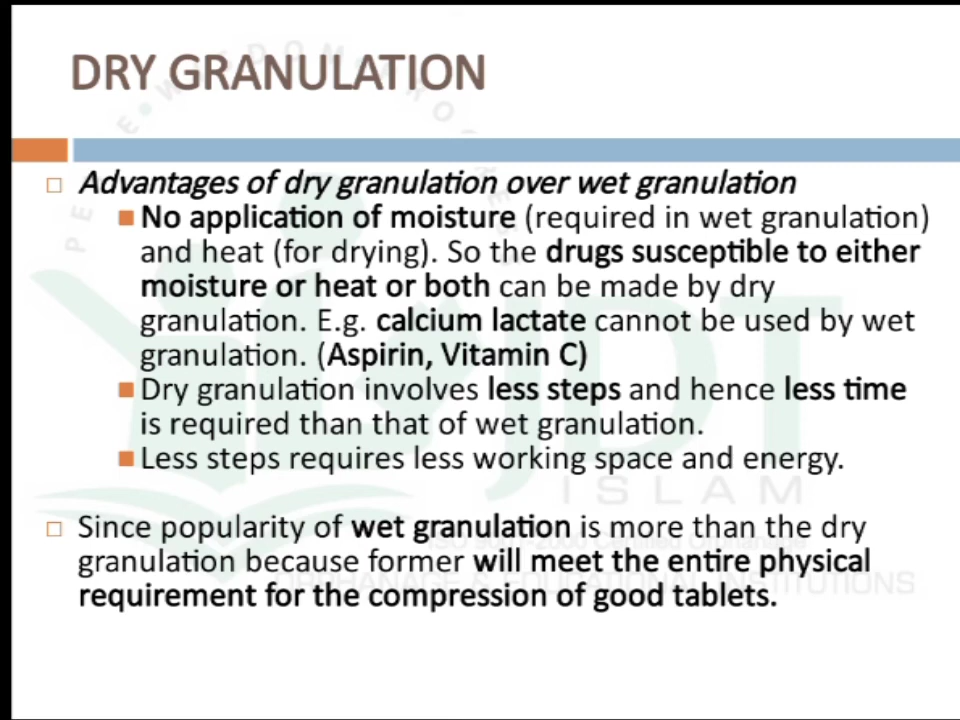 DRY GRANULATION
Advantages of dry granulation over wet granulation
No application of moisture (required in wet granulation)
and heat (for drying). So the drugs susceptible to either
moisture or heat or both can be made by dry
granulation. E.g. calcium lactate cannot be used by wet
granulation. (Aspirin, Vitamin C)
Dry granulation involves less steps and hence less time
is required than that of wet granulation.
Less steps requires less working space and energy.
JDT
ISLAM
Since popularity of wet granulation is more than the dry
granulation because former will meet the entire physical
requirement for the compression of good tablets.
ORPHANAGE & EDUCATIONAL INSTITUTIONS